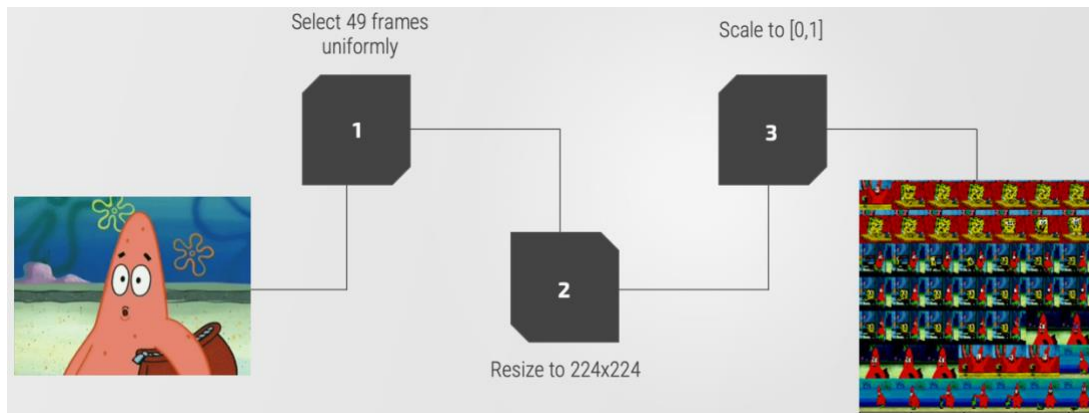 Select 49 frames
uniformly
1
2
Resize to 224x224
Scale to [0,1]
3